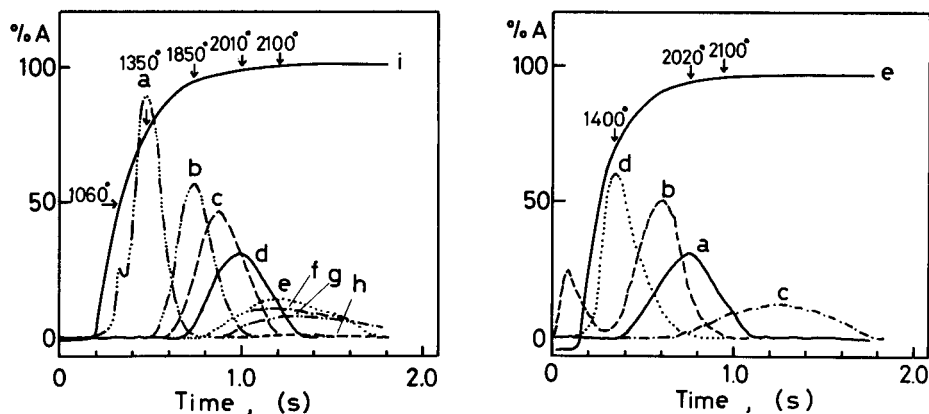 % A
100
50
0
0
1.0
2.0
Time , (s)
1060°
1350°
1850°
2010°
2100°
a
b
c
d
e
f
g
h
i
% A
100
50
0
0
1.0
2.0
Time , (s)
1400°
2020°
2100°
d
b
a
c
e